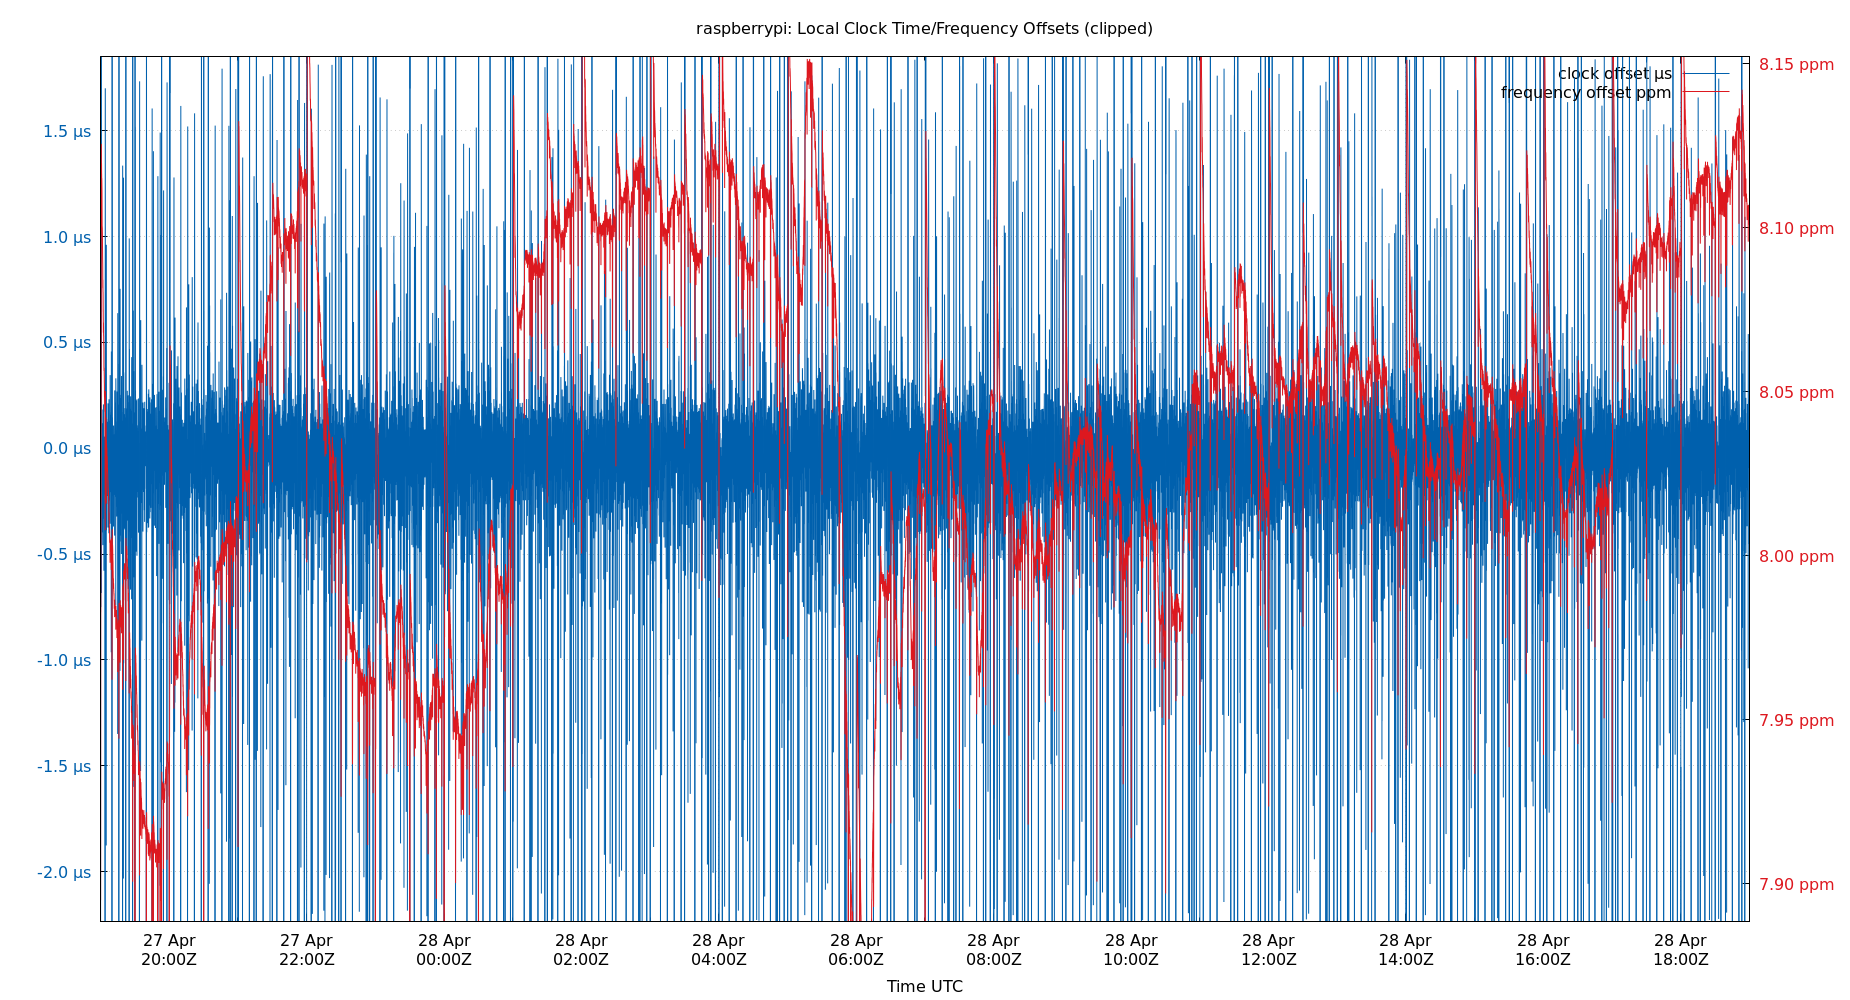 raspberrypi: Local Clock Time/Frequency Offsets (clipped)
clock offset µs
frequency offset ppm
1.5 µs
1.0 µs
0.5 µs
0.0 µs
-0.5 µs
-1.0 µs
-1.5 µs
-2.0 µs
8.15 ppm
8.10 ppm
8.05 ppm
8.00 ppm
7.95 ppm
7.90 ppm
27 Apr 27 Apr 28 Apr 28 Apr 28 Apr 28 Apr 28 Apr 28 Apr 28 Apr 28 Apr 28 Apr 28 Apr
20:00Z 22:00Z 00:00Z 02:00Z 04:00Z 06:00Z 08:00Z 10:00Z 12:00Z 14:00Z 16:00Z 18:00Z
Time UTC